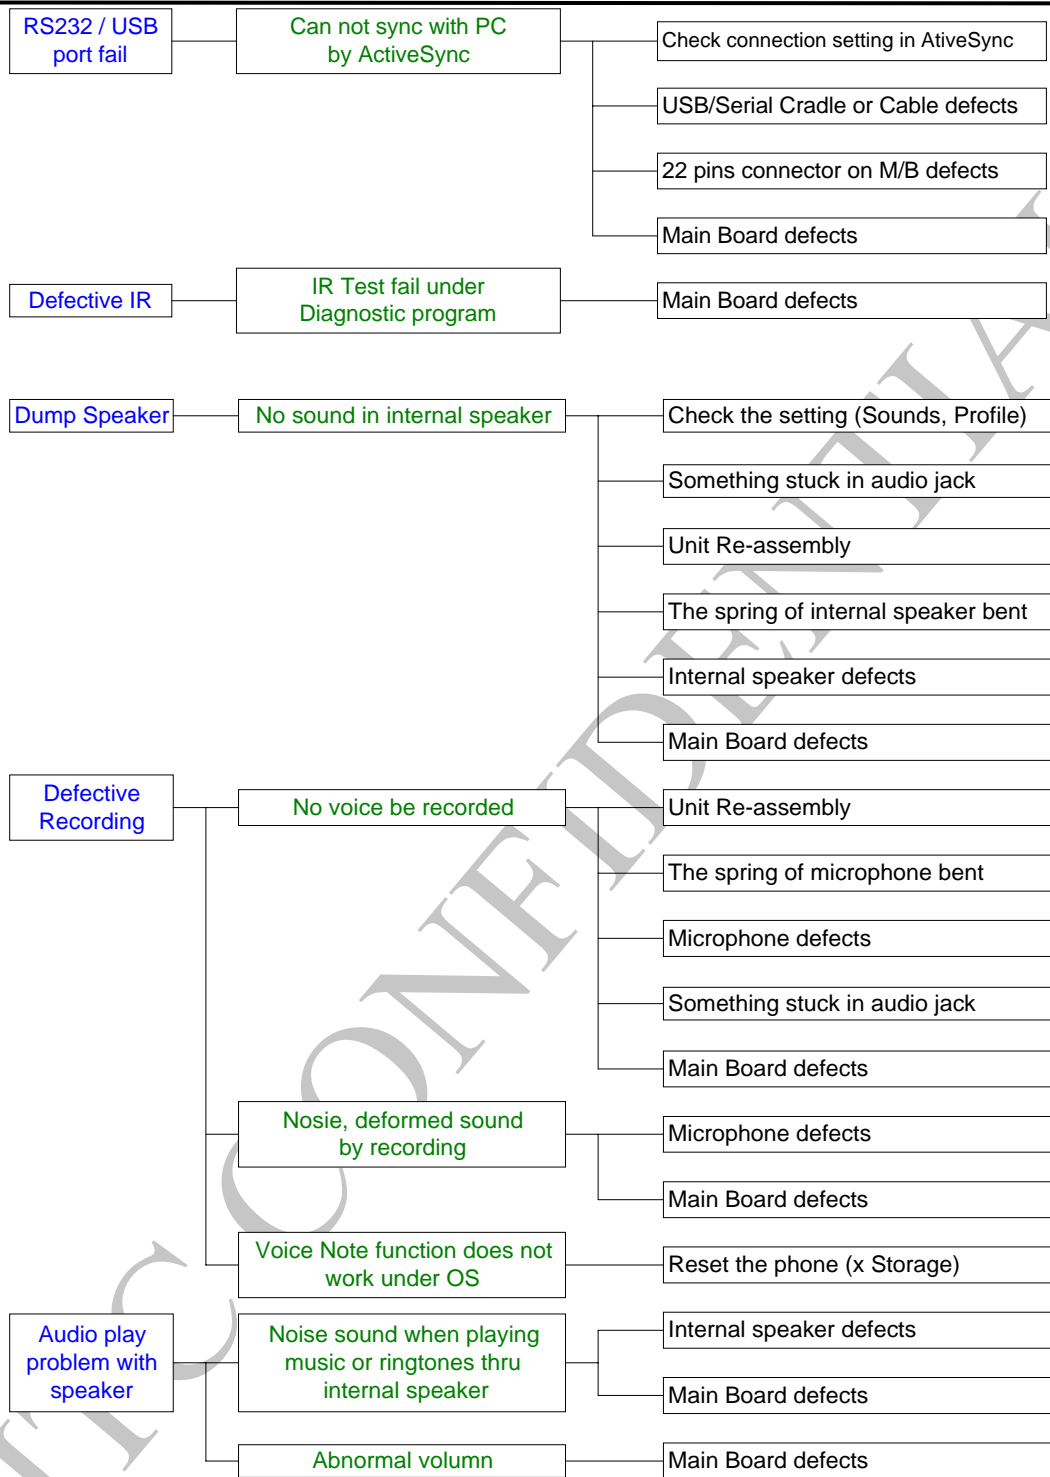 RS232 / USB
port fail
Can not sync with PC
by ActiveSync
Check connection setting in AtiveSync
USB/Serial Cradle or Cable defects
22 pins connector on M/B defects
Main Board defects
Defective IR
IR Test fail under
Diagnostic program
Main Board defects
Dump Speaker
No sound in internal speaker
Check the setting (Sounds, Profile)
Something stuck in audio jack
Unit Re-assembly
The spring of internal speaker bent
Internal speaker defects
Main Board defects
Defective
Recording
No voice be recorded
Unit Re-assembly
The spring of microphone bent
Microphone defects
Something stuck in audio jack
Main Board defects
Nosie, deformed sound
by recording
Microphone defects
Main Board defects
Voice Note function does not
work under OS
Reset the phone (x Storage)
Audio play
problem with
speaker
Noise sound when playing
music or ringtones thru
internal speaker
Internal speaker defects
Main Board defects
Abnormal volumn
Main Board defects
TC CONFIDENTIA